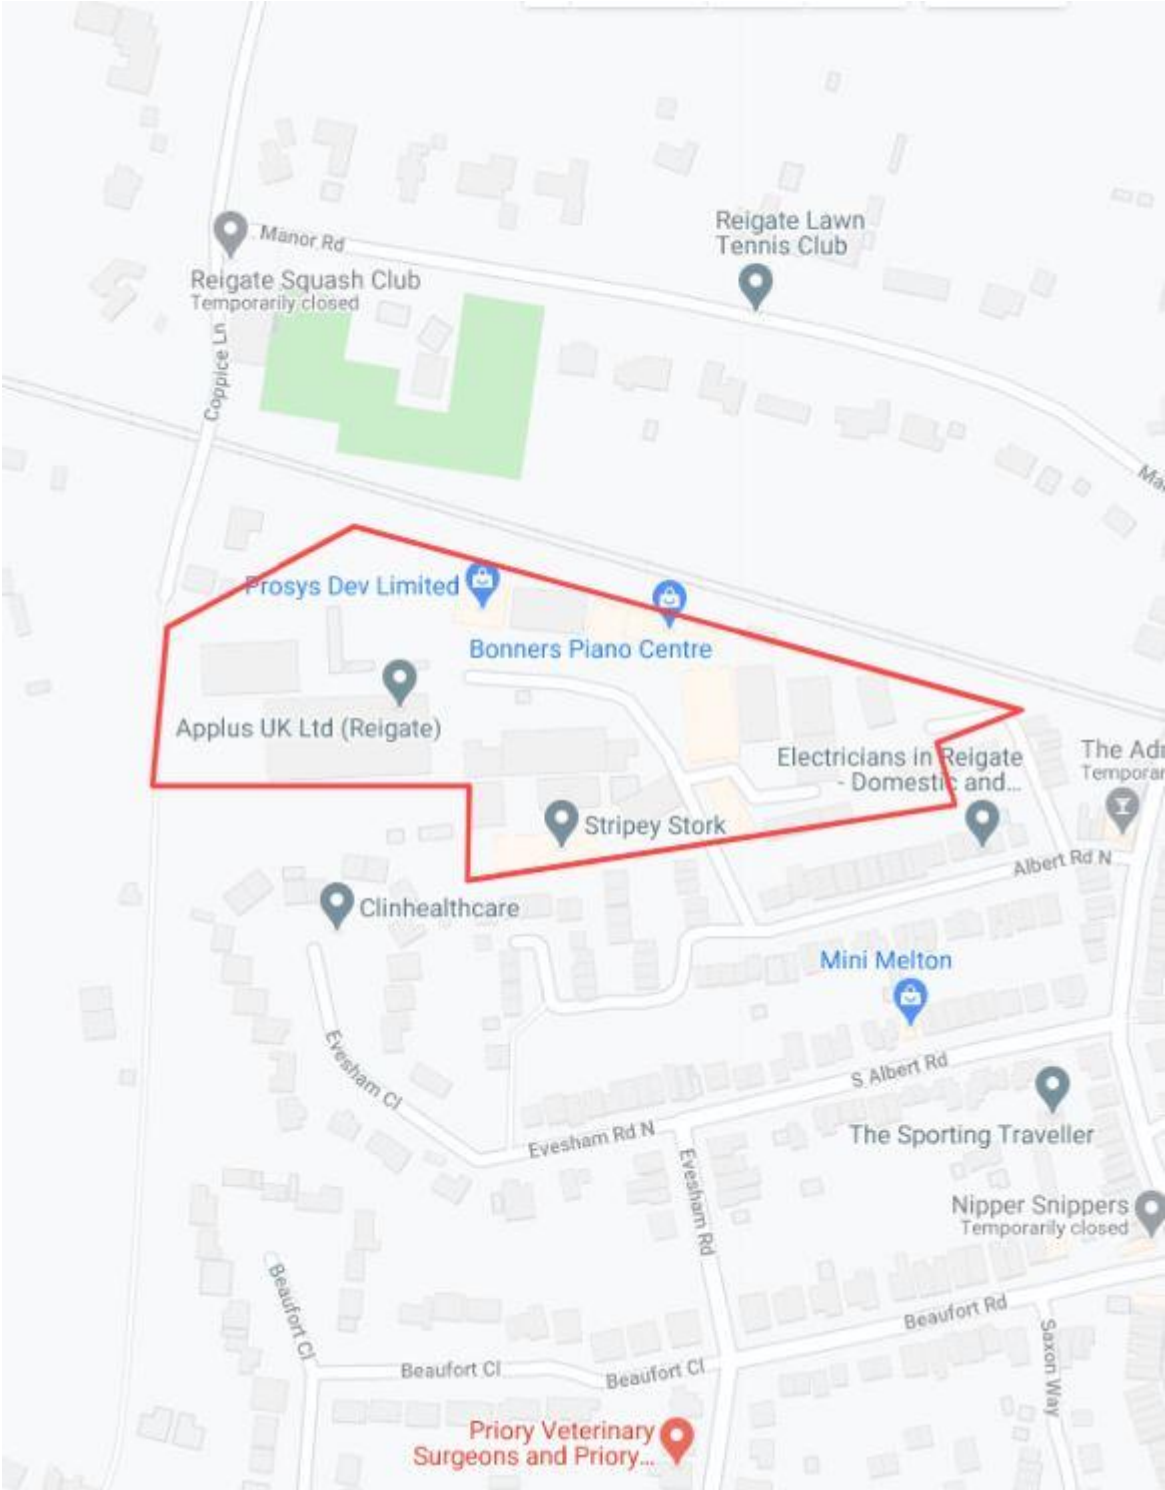 Reigate Lawn
Tennis Club
Manor Rd
Reigate Squash Club
Temporarily closed
Coppice Ln
Prosys Dev Limited
Bonners Piano Centre
Applus UK Ltd (Reigate)
Electricians in Reigate
- Domestic and...
The Ad
Temporar
Stripey Stork
Albert Rd N
Clinhealthcare
Mini Melton
Evesham Cl
S Albert Rd
Evesham Rd N
The Sporting Traveller
Evesham Rd
Nipper Snippers
Temporarily closed
Beaufort Cl
Beaufort Rd
Saxon Way
Beaufort Cl
Beaufort Cl
Priory Veterinary
Surgeons and Priory...